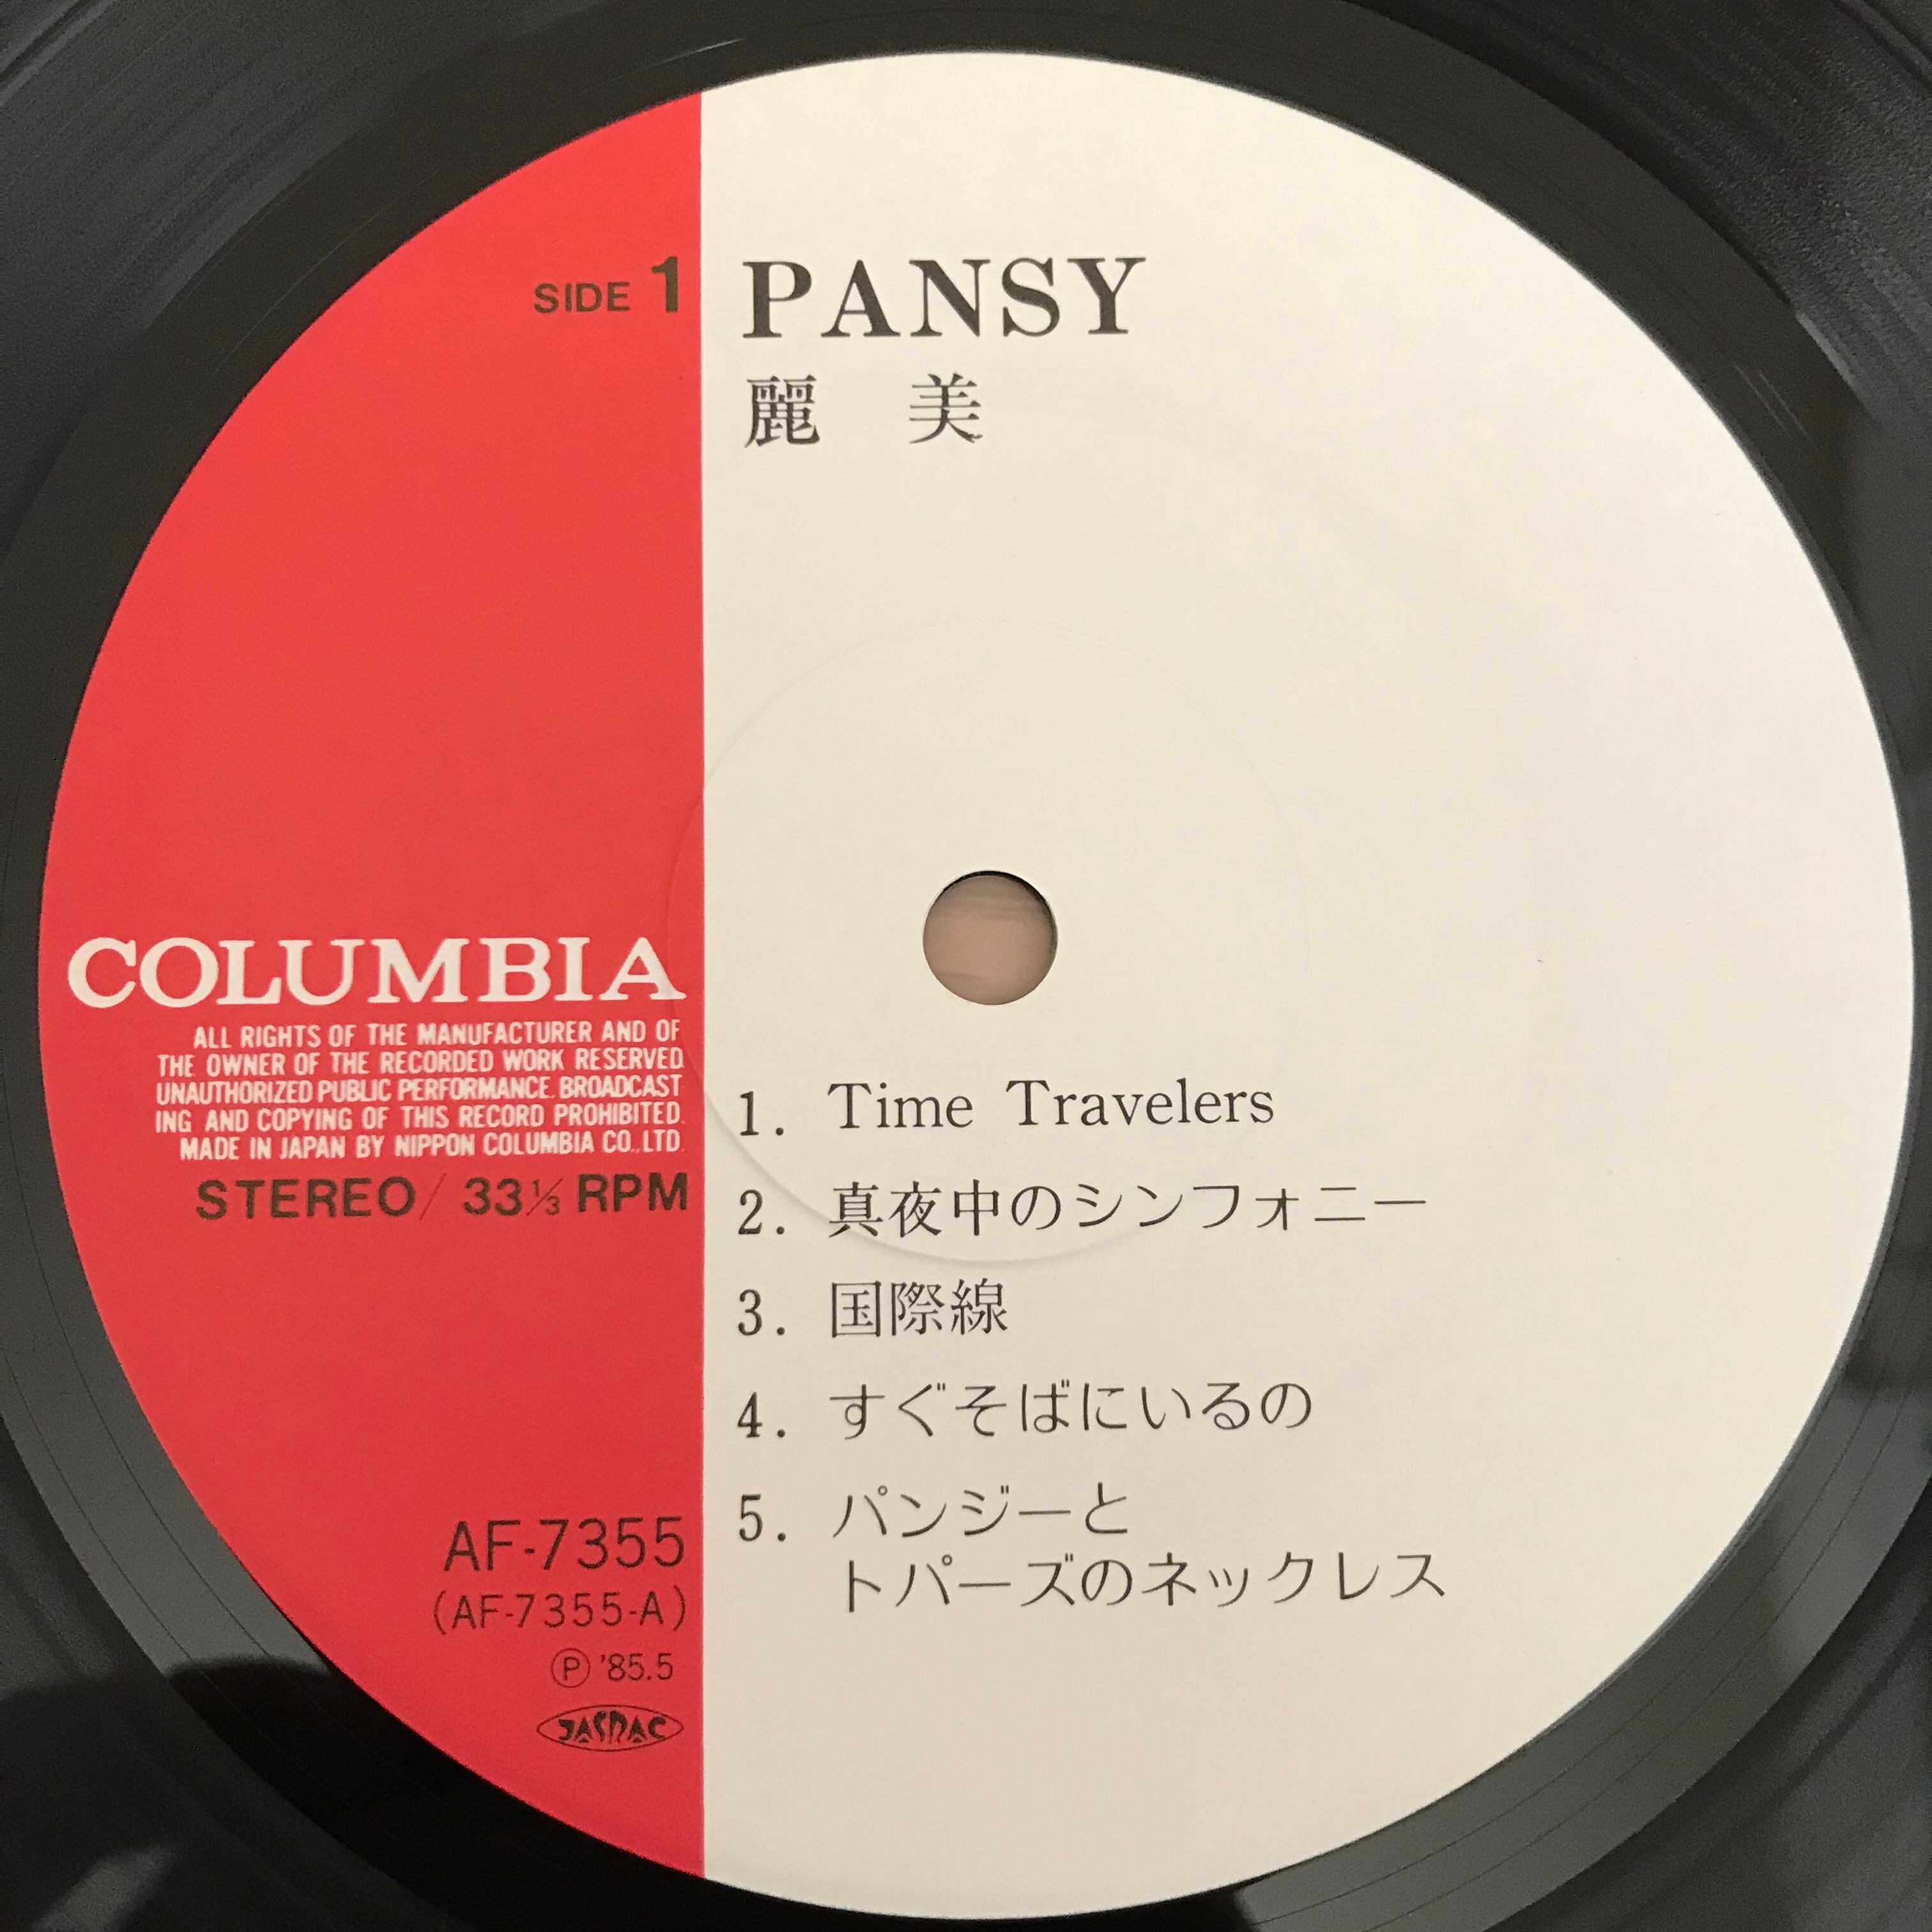 SIDE 1
PANSY
麗 美
COLUMBIA
ALL RIGHTS OF THE MANUFACTURER AND OF
THE OWNER OF THE RECORDED WORK RESERVED.
UNAUTHORIZED PUBLIC PERFORMANCE. BROADCAST
ING AND COPYING OF THIS RECORD PROHIBITED.
MADE IN JAPAN BY NIPPON COLUMBIA CO., LTD.
STEREO/ 33⅓ RPM
1. Time Travelers
2. 真夜中のシンフォニー
3. 国際線
4. すぐそばにいるの
5. パンジーと
トパーズのネックレス
AF-7355
(AF-7355-A)
Ⓟ '85.5
JASRAC